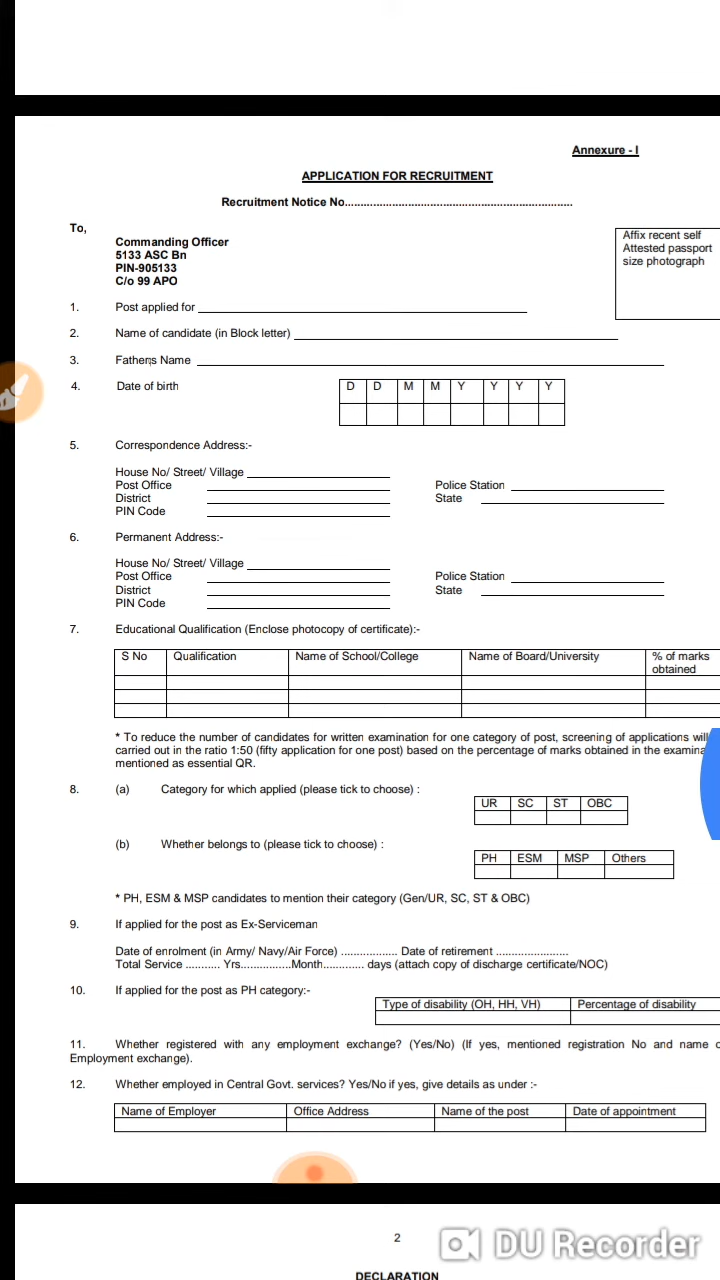 Annexure - I
APPLICATION FOR RECRUITMENT
Recruitment Notice No..........................................................................
To,
Commanding Officer
5133 ASC Bn
PIN-905133
C/o 99 APO
Affix recent self
Attested passport
size photograph
1. Post applied for
2. Name of candidate (in Block letter)
3. Fathers Name
4. Date of birth D D M M Y Y Y Y
5. Correspondence Address:-
House No/ Street/ Village
Post Office Police Station
District State
PIN Code
6. Permanent Address:-
House No/ Street/ Village
Post Office Police Station
District State
PIN Code
7. Educational Qualification (Enclose photocopy of certificate):-
S No Qualification Name of School/College Name of Board/University % of marks
obtained
* To reduce the number of candidates for written examination for one category of post, screening of applications will
carried out in the ratio 1:50 (fifty application for one post) based on the percentage of marks obtained in the examina
mentioned as essential QR.
8. (a) Category for which applied (please tick to choose) :
UR SC ST OBC
(b) Whether belongs to (please tick to choose) :
PH ESM MSP Others
* PH, ESM & MSP candidates to mention their category (Gen/UR, SC, ST & OBC)
9. If applied for the post as Ex-Serviceman
Date of enrolment (in Army/ Navy/Air Force) .................. Date of retirement .......................
Total Service ........... Yrs................Month............. days (attach copy of discharge certificate/NOC)
10. If applied for the post as PH category:-
Type of disability (OH, HH, VH) Percentage of disability
11. Whether registered with any employment exchange? (Yes/No) (If yes, mentioned registration No and name
Employment exchange).
12. Whether employed in Central Govt. services? Yes/No if yes, give details as under :-
Name of Employer Office Address Name of the post Date of appointment
2
DU Recorder
DECLARATION